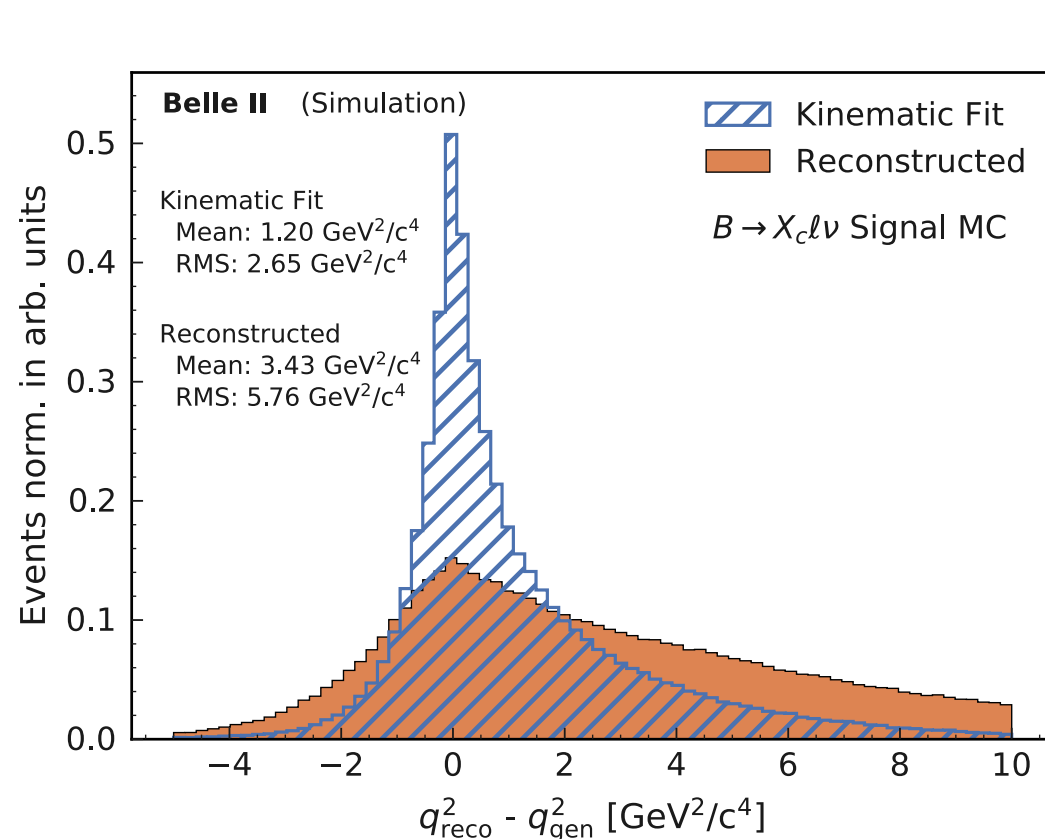 Belle II (Simulation)
Kinematic Fit
Reconstructed
B → X_cℓν Signal MC
Kinematic Fit
Mean: 1.20 GeV²/c⁴
RMS: 2.65 GeV²/c⁴
Reconstructed
Mean: 3.43 GeV²/c⁴
RMS: 5.76 GeV²/c⁴
Events norm. in arb. units
0.5
0.4
0.3
0.2
0.1
0.0
−4 −2 0 2 4 6 8 10
q²_reco - q²_gen [GeV²/c⁴]